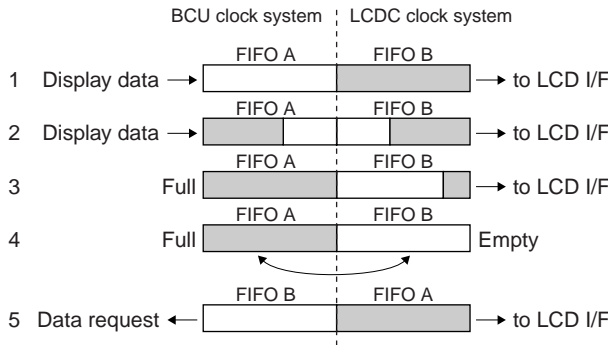 BCU clock system LCDC clock system
FIFO A FIFO B
1 Display data to LCD I/F
FIFO A FIFO B
2 Display data to LCD I/F
FIFO A FIFO B
3 Full to LCD I/F
FIFO A FIFO B
4 Full Empty
FIFO B FIFO A
5 Data request to LCD I/F